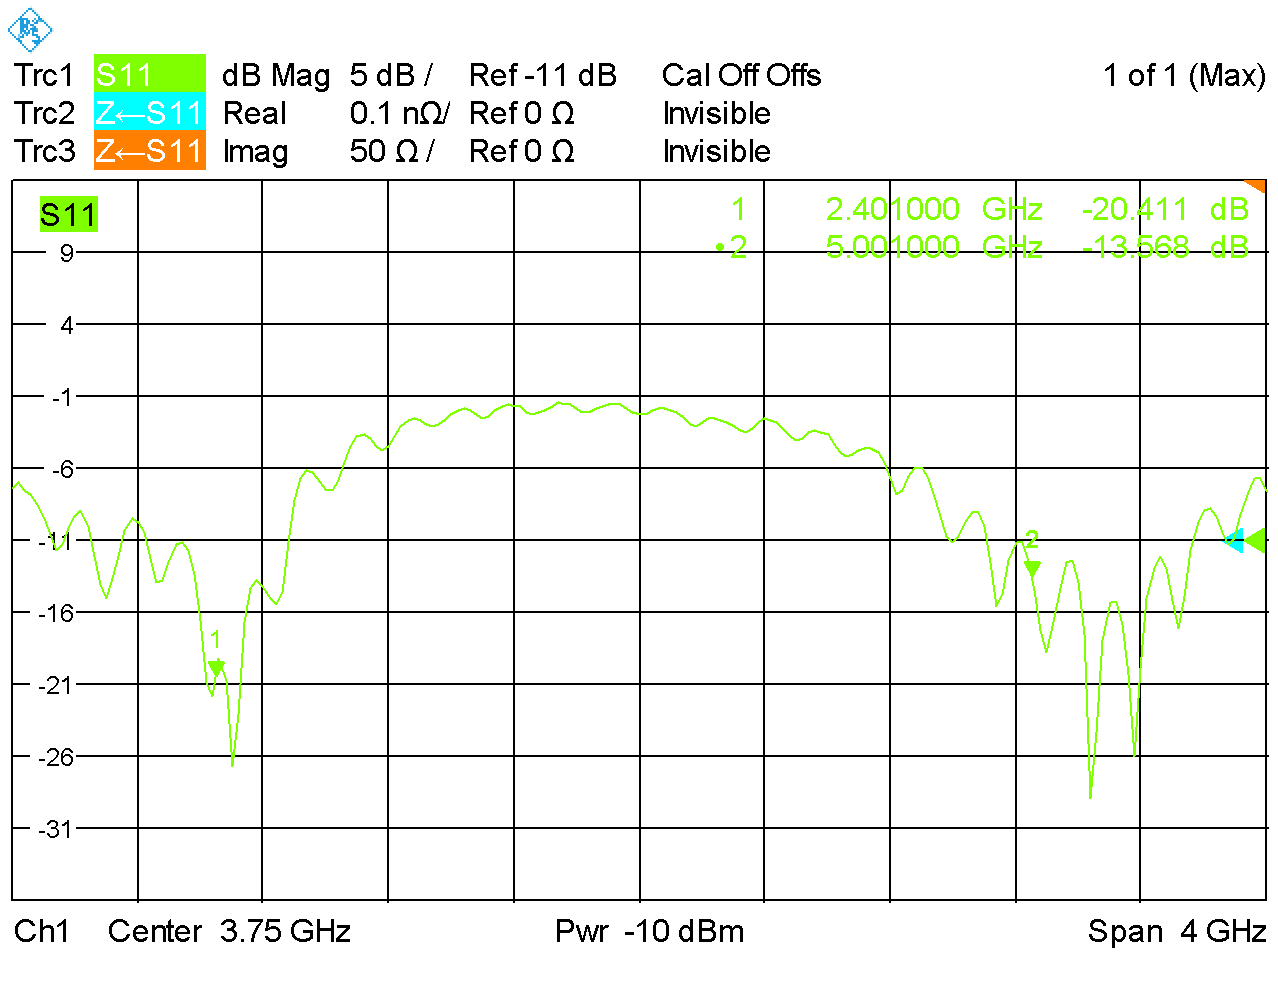 Trc1 S11 dB Mag 5 dB / Ref -11 dB Cal Off Offs 1 of 1 (Max)
Trc2 Z←S11 Real 0.1 nΩ/ Ref 0 Ω Invisible
Trc3 Z←S11 Imag 50 Ω / Ref 0 Ω Invisible
S11
1 2.401000 GHz -20.411 dB
•2 5.001000 GHz -13.568 dB
9
4
-1
-6
-11
2
-16
1
-21
-26
-31
Ch1 Center 3.75 GHz Pwr -10 dBm Span 4 GHz